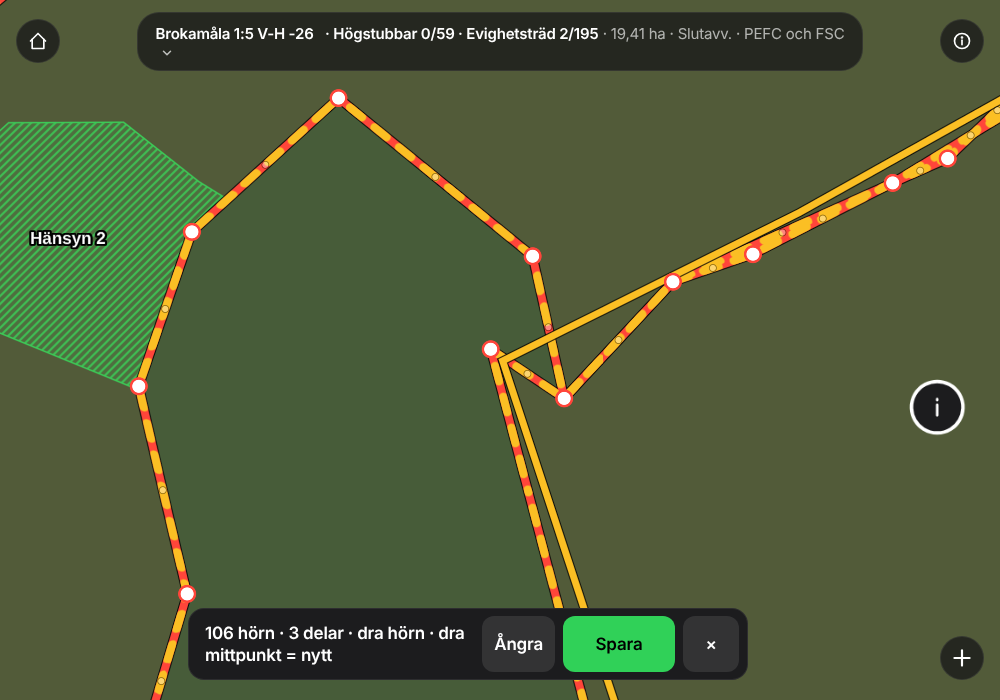 Brokamåla 1:5 V-H -26 · Högstubbar 0/59 · Evighetsträd 2/195 · 19,41 ha · Slutavv. · PEFC och FSC
Hänsyn 2
i
106 hörn · 3 delar · dra hörn · dra
mittpunkt = nytt
Ångra
Spara
×